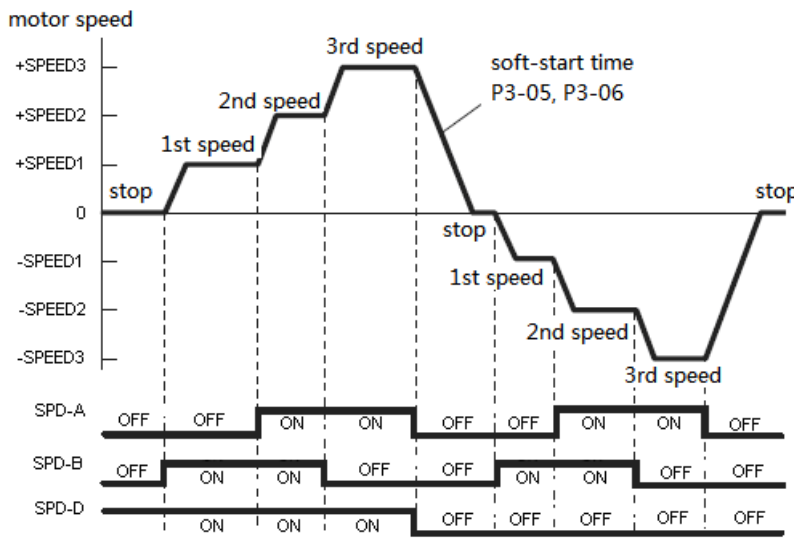 motor speed
+SPEED3
3rd speed
soft-start time
P3-05, P3-06
+SPEED2
2nd speed
+SPEED1
1st speed
stop
stop
0
stop
-SPEED1
1st speed
-SPEED2
2nd speed
-SPEED3
3rd speed
SPD-A
OFF OFF ON ON OFF OFF ON ON OFF
SPD-B
OFF ON ON OFF OFF ON ON OFF OFF
SPD-D
ON ON ON OFF OFF OFF OFF OFF